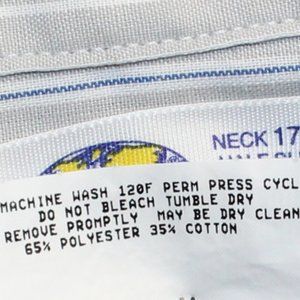 NECK 17
MACHINE WASH 120F PERM PRESS CYCL
DO NOT BLEACH TUMBLE DRY
REMOVE PROMPTLY MAY BE DRY CLEAN
65% POLYESTER 35% COTTON